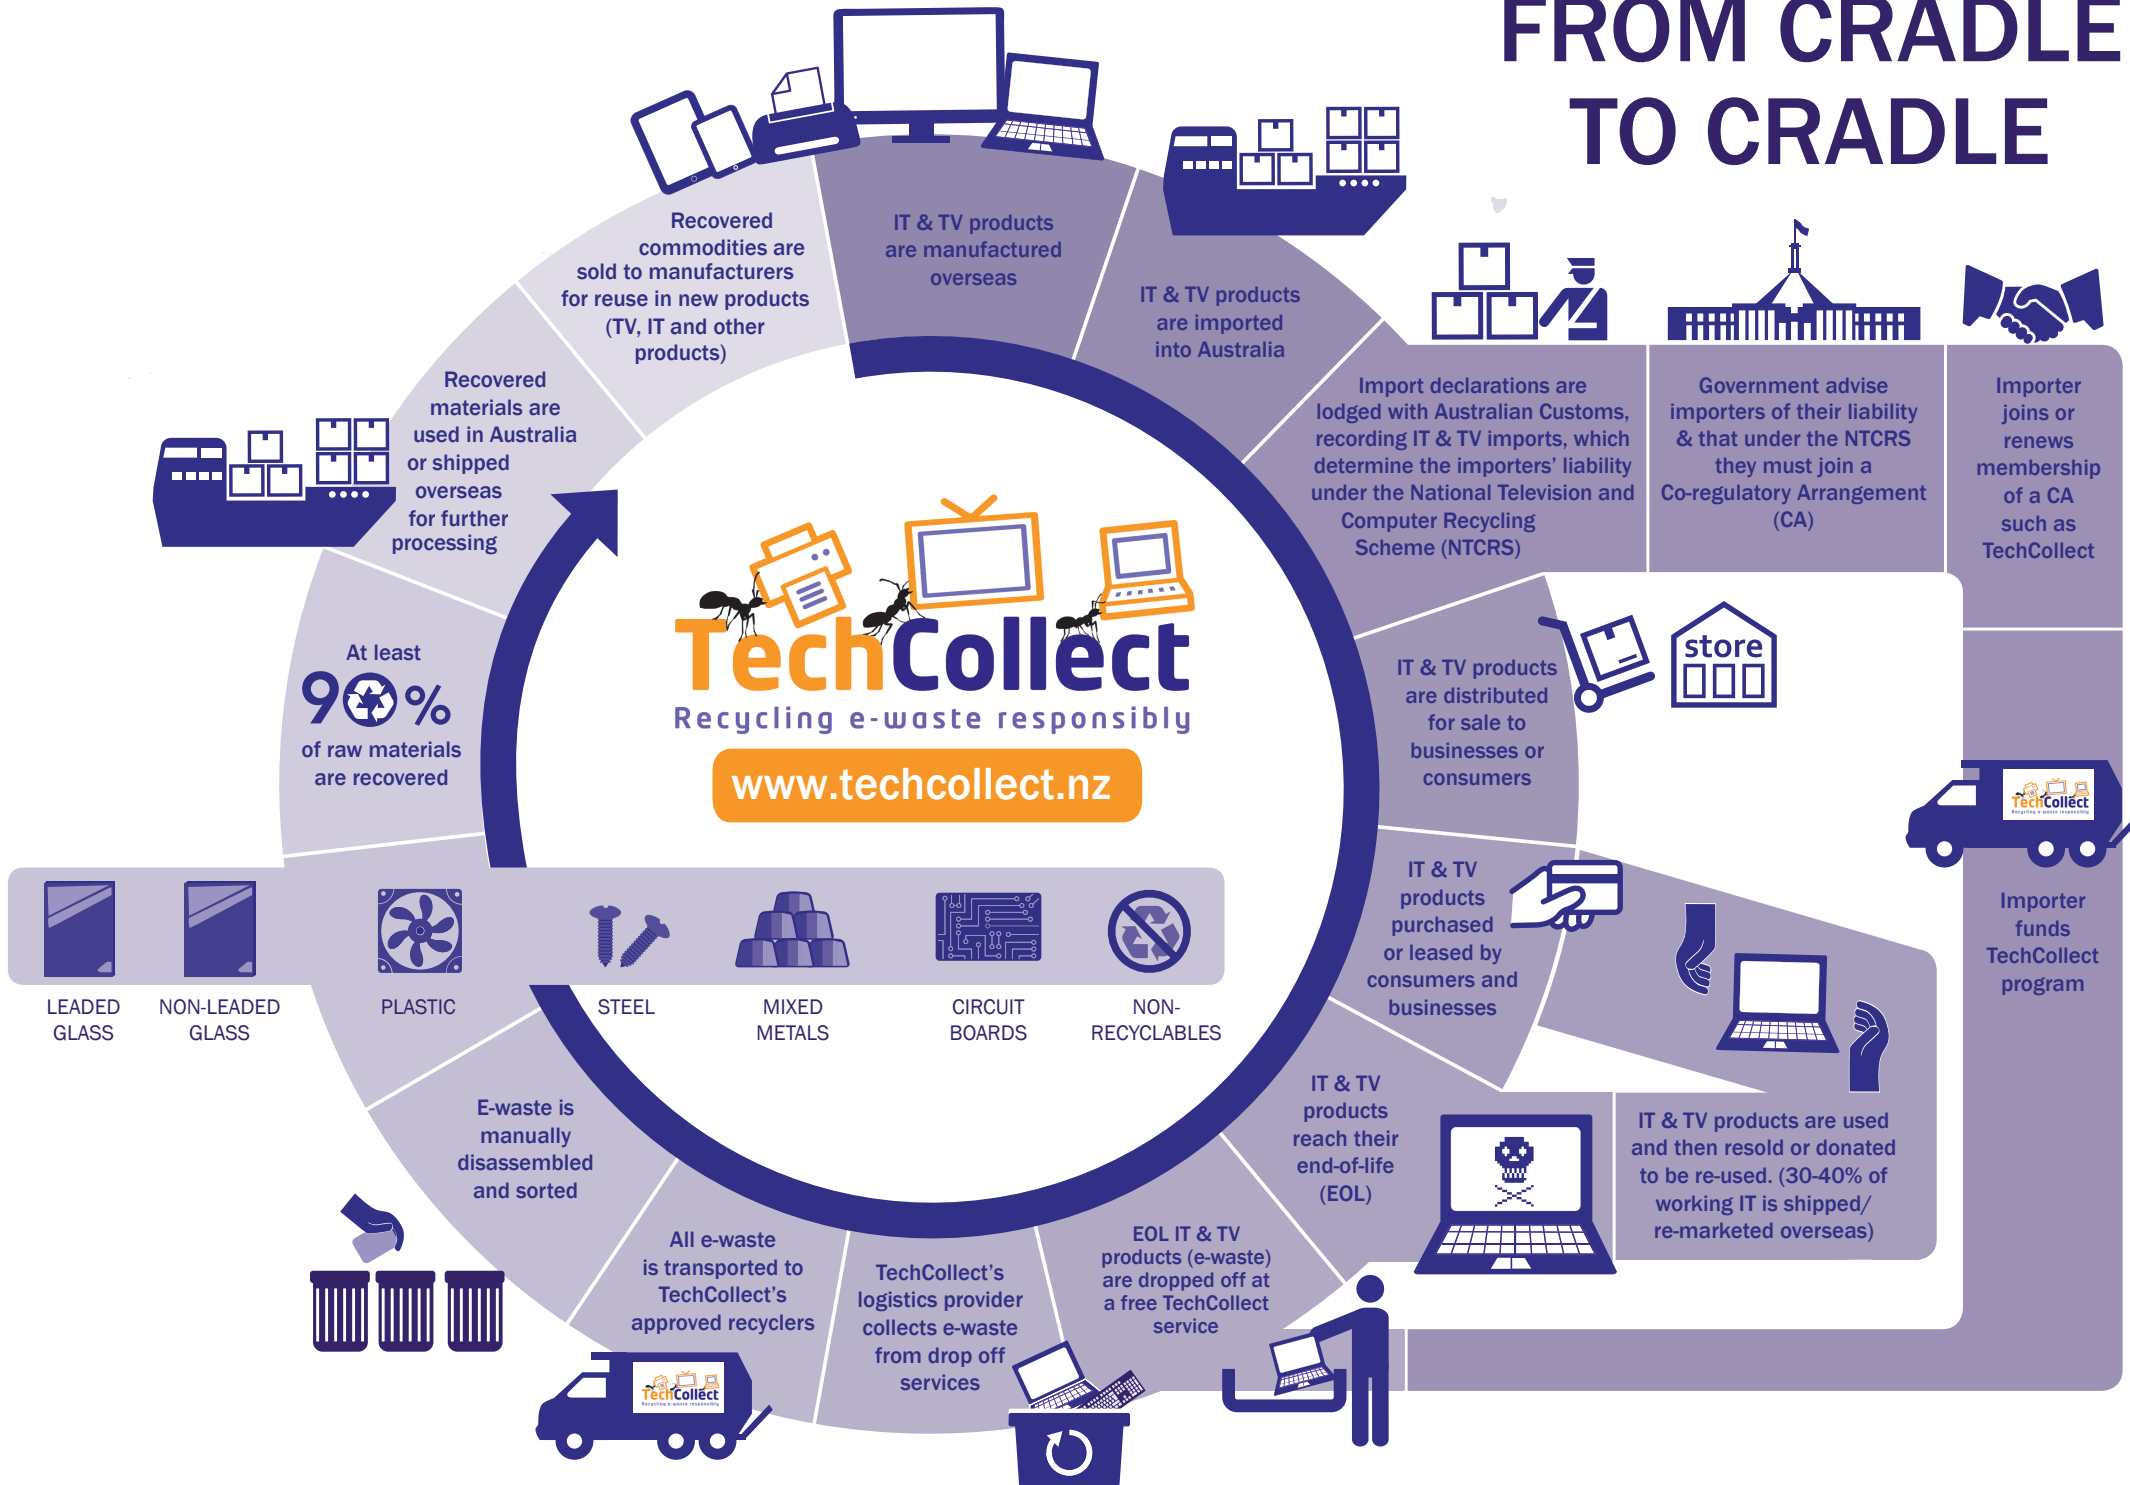 FROM CRADLE
TO CRADLE
IT & TV products
are manufactured
overseas
IT & TV products
are imported
into Australia
Import declarations are
lodged with Australian Customs,
recording IT & TV imports, which
determine the importers' liability
under the National Television and
Computer Recycling
Scheme (NTCRS)
Government advise
importers of their liability
& that under the NTCRS
they must join a
Co-regulatory Arrangement
(CA)
Importer
joins or
renews
membership
of a CA
such as
TechCollect
Importer
funds
TechCollect
program
TechCollect
Recycling e-waste responsibly
IT & TV products
are distributed
for sale to
businesses or
consumers
store
IT & TV
products
purchased
or leased by
consumers and
businesses
IT & TV products are used
and then resold or donated
to be re-used. (30-40% of
working IT is shipped/
re-marketed overseas)
IT & TV
products
reach their
end-of-life
(EOL)
EOL IT & TV
products (e-waste)
are dropped off at
a free TechCollect
service
TechCollect's
logistics provider
collects e-waste
from drop off
services
All e-waste
is transported to
TechCollect's
approved recyclers
TechCollect
Recycling e-waste responsibly
E-waste is
manually
disassembled
and sorted
LEADED
GLASS
NON-LEADED
GLASS
PLASTIC
STEEL
MIXED
METALS
CIRCUIT
BOARDS
NON-
RECYCLABLES
At least
90%
of raw materials
are recovered
Recovered
materials are
used in Australia
or shipped
overseas
for further
processing
Recovered
commodities are
sold to manufacturers
for reuse in new products
(TV, IT and other
products)
TechCollect
Recycling e-waste responsibly
www.techcollect.nz